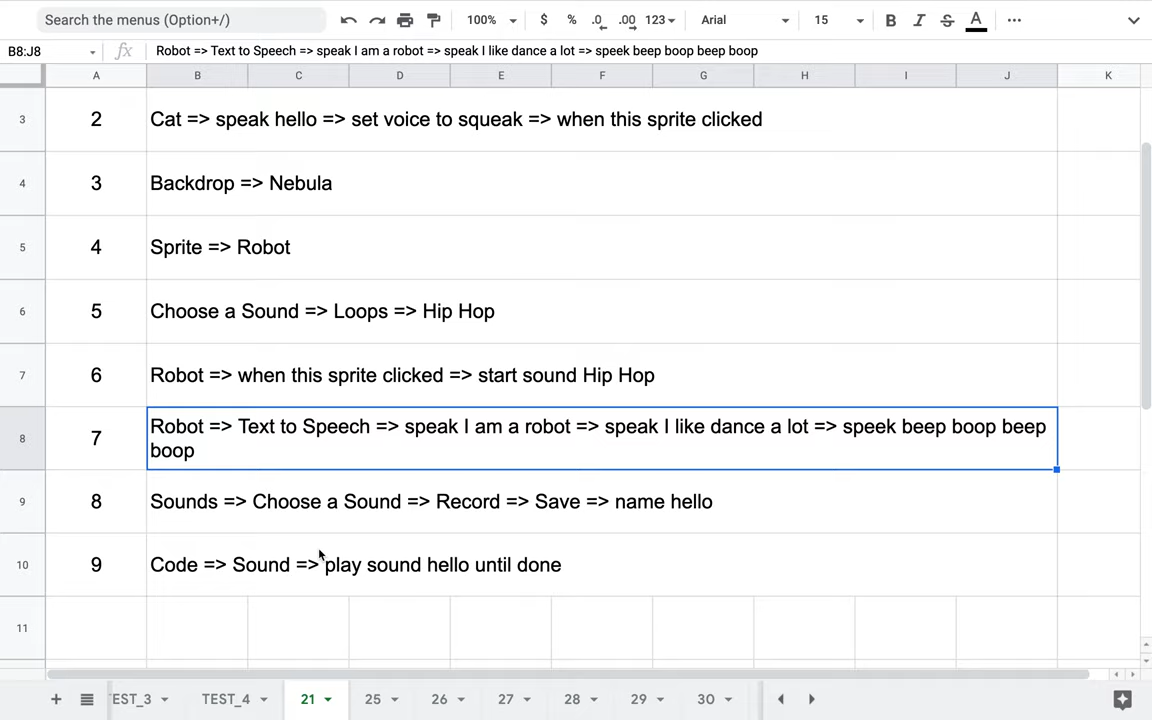 Search the menus (Option+/)
100% $ % .0 .00 123 Arial 15 B I S A
B8:J8 fx Robot => Text to Speech => speak I am a robot => speak I like dance a lot => speek beep boop beep boop
A B C D E F G H I J K
3 2 Cat => speak hello => set voice to squeak => when this sprite clicked
4 3 Backdrop => Nebula
5 4 Sprite => Robot
6 5 Choose a Sound => Loops => Hip Hop
7 6 Robot => when this sprite clicked => start sound Hip Hop
8 7 Robot => Text to Speech => speak I am a robot => speak I like dance a lot => speek beep boop beep
boop
9 8 Sounds => Choose a Sound => Record => Save => name hello
10 9 Code => Sound => play sound hello until done
11
+ EST_3 TEST_4 21 25 26 27 28 29 30